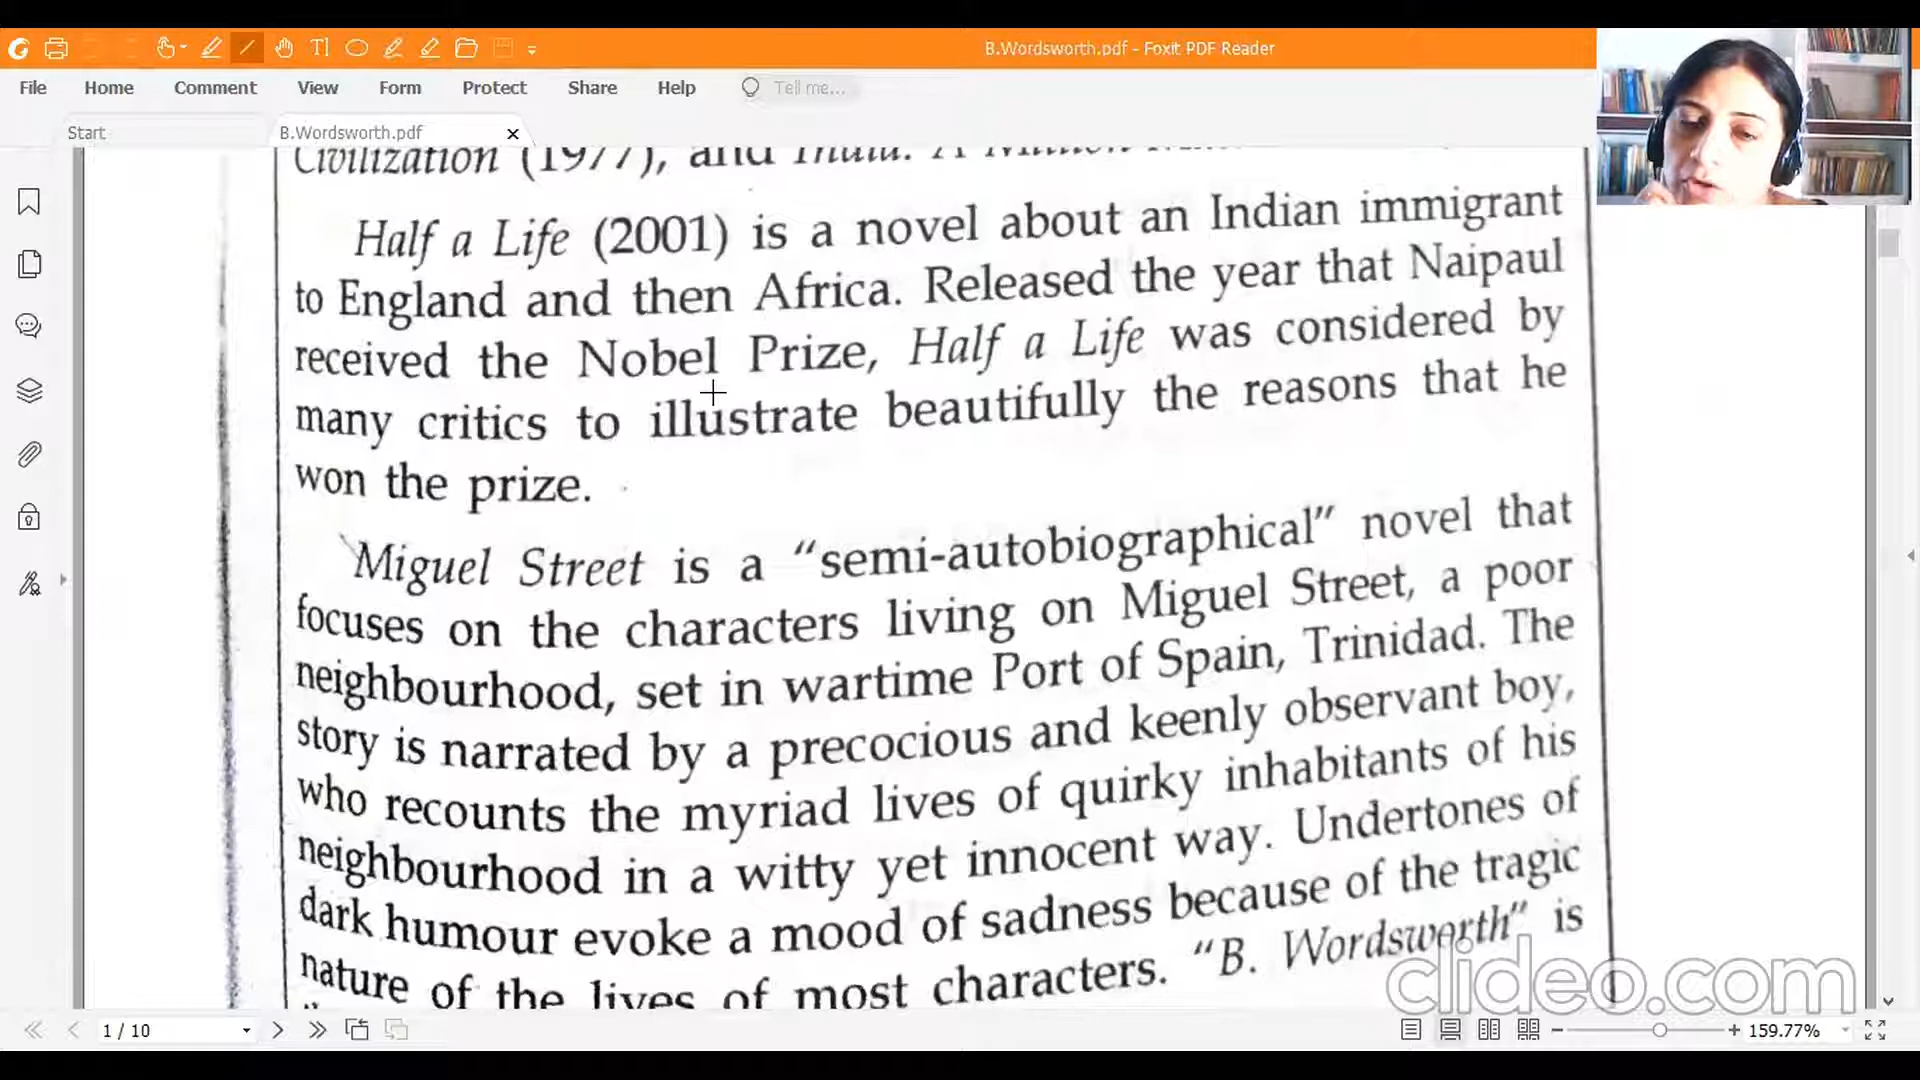 B.Wordsworth.pdf - Foxit PDF Reader
File Home Comment View Form Protect Share Help Tell me...
Start B.Wordsworth.pdf
Civilization (1977), and India: A Million
Half a Life (2001) is a novel about an Indian immigrant
to England and then Africa. Released the year that Naipaul
received the Nobel Prize, Half a Life was considered by
many critics to illustrate beautifully the reasons that he
won the prize.
Miguel Street is a “semi-autobiographical” novel that
focuses on the characters living on Miguel Street, a poor
neighbourhood, set in wartime Port of Spain, Trinidad. The
story is narrated by a precocious and keenly observant boy,
who recounts the myriad lives of quirky inhabitants of his
neighbourhood in a witty yet innocent way. Undertones of
dark humour evoke a mood of sadness because of the tragic
nature of the lives of most characters. “B. Wordsworth” is
clideo.com
1 / 10
159.77%